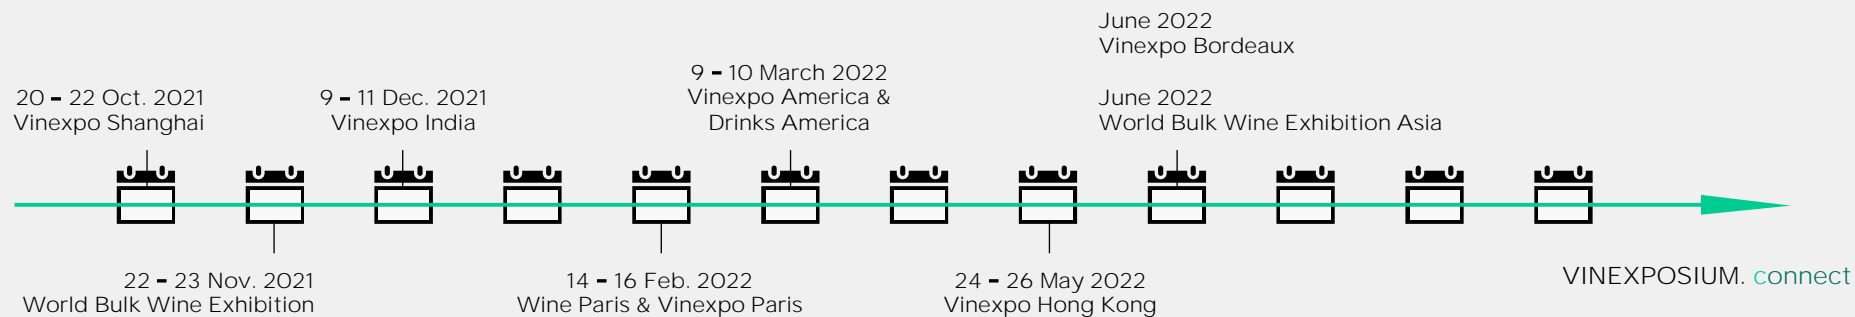 20 – 22 Oct. 2021
Vinexpo Shanghai
22 – 23 Nov. 2021
World Bulk Wine Exhibition
9 – 11 Dec. 2021
Vinexpo India
14 – 16 Feb. 2022
Wine Paris & Vinexpo Paris
9 – 10 March 2022
Vinexpo America &
Drinks America
24 – 26 May 2022
Vinexpo Hong Kong
June 2022
Vinexpo Bordeaux
June 2022
World Bulk Wine Exhibition Asia
VINEXPOSIUM. connect